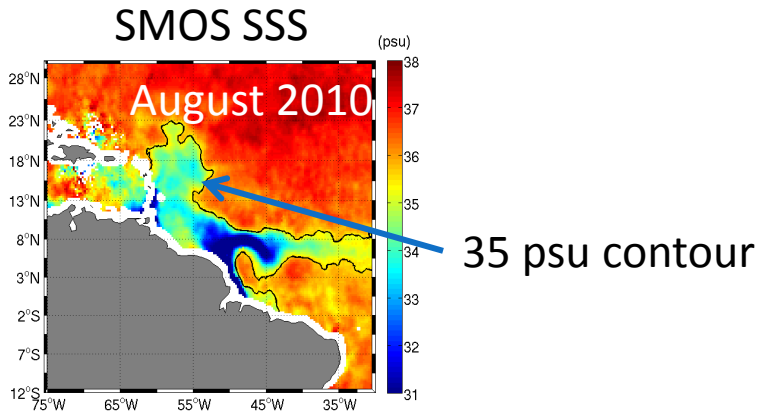 SMOS SSS
(psu)
August 2010
28°N
23°N
18°N
13°N
8°N
3°N
2°S
7°S
12°S
75°W
65°W
55°W
45°W
35°W
38
37
36
35
34
33
32
31
35 psu contour